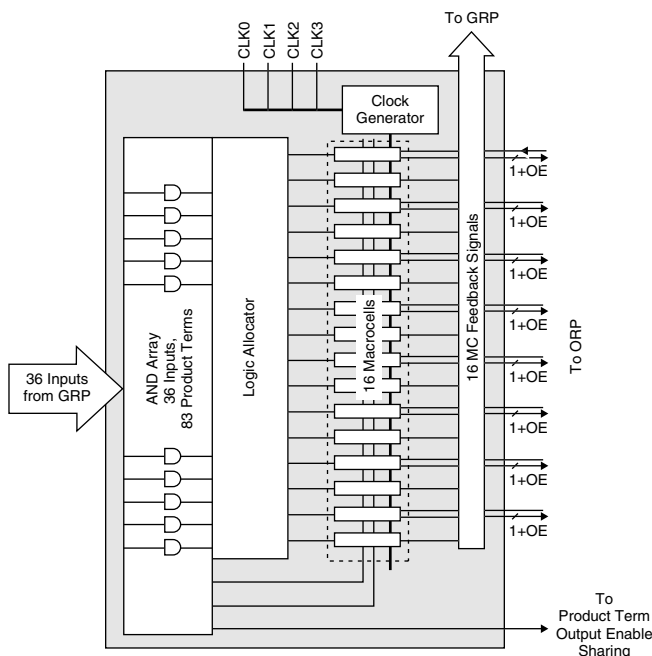 To GRP
CLK0
CLK1
CLK2
CLK3
Clock
Generator
36 Inputs
from GRP
AND Array
36 Inputs,
83 Product Terms
Logic Allocator
16 Macrocells
16 MC Feedback Signals
1+OE
1+OE
1+OE
1+OE
1+OE
1+OE
1+OE
1+OE
To ORP
To
Product Term
Output Enable
Sharing